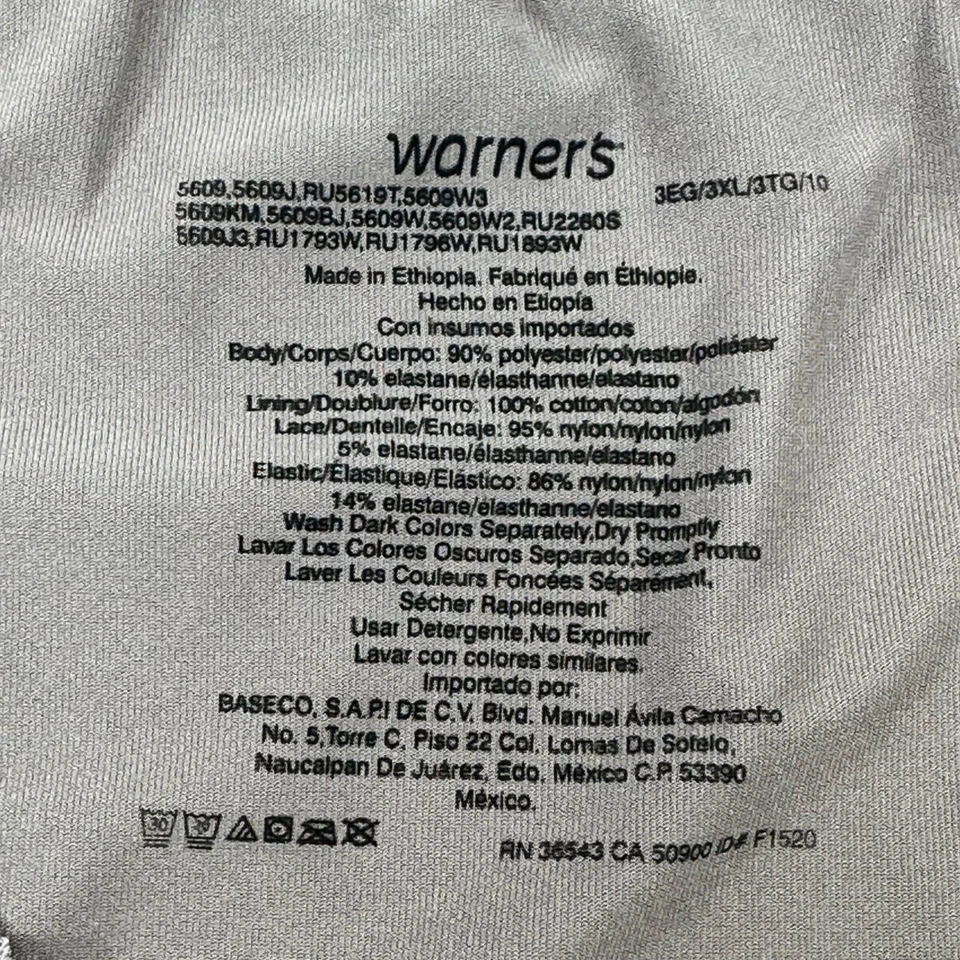 warner's
3EG/3XL/3TG/10
5609,5609J,RU5619T,5609W3
5609KM,5609BJ,5609W,5609W2,RU2260S
5609J3,RU1793W,RU1796W,RU1893W
Made in Ethiopia. Fabriqué en Éthiopie.
Hecho en Etiopía
Con insumos importados
Body/Corps/Cuerpo: 90% polyester/polyester/poliéster
10% elastane/élasthanne/elastano
Lining/Doublure/Forro: 100% cotton/coton/algodón
Lace/Dentelle/Encaje: 95% nylon/nylon/nylon
5% elastane/élasthanne/elastano
Elastic/Élastique/Elástico: 86% nylon/nylon/nylon
14% elastane/élasthanne/elastano
Wash Dark Colors Separately,Dry Promptly
Lavar Los Colores Oscuros Separado,Secar Pronto
Laver Les Couleurs Foncées Séparément,
Sécher Rapidement
Usar Detergente,No Exprimir
Lavar con colores similares.
Importado por:
BASECO, S.A.P.I DE C.V. Blvd. Manuel Ávila Camacho
No. 5,Torre C, Piso 22 Col. Lomas De Sotelo,
Naucalpan De Juárez, Edo. México C.P. 53390
México.
30 30
RN 36543 CA 50900 ID# F1520